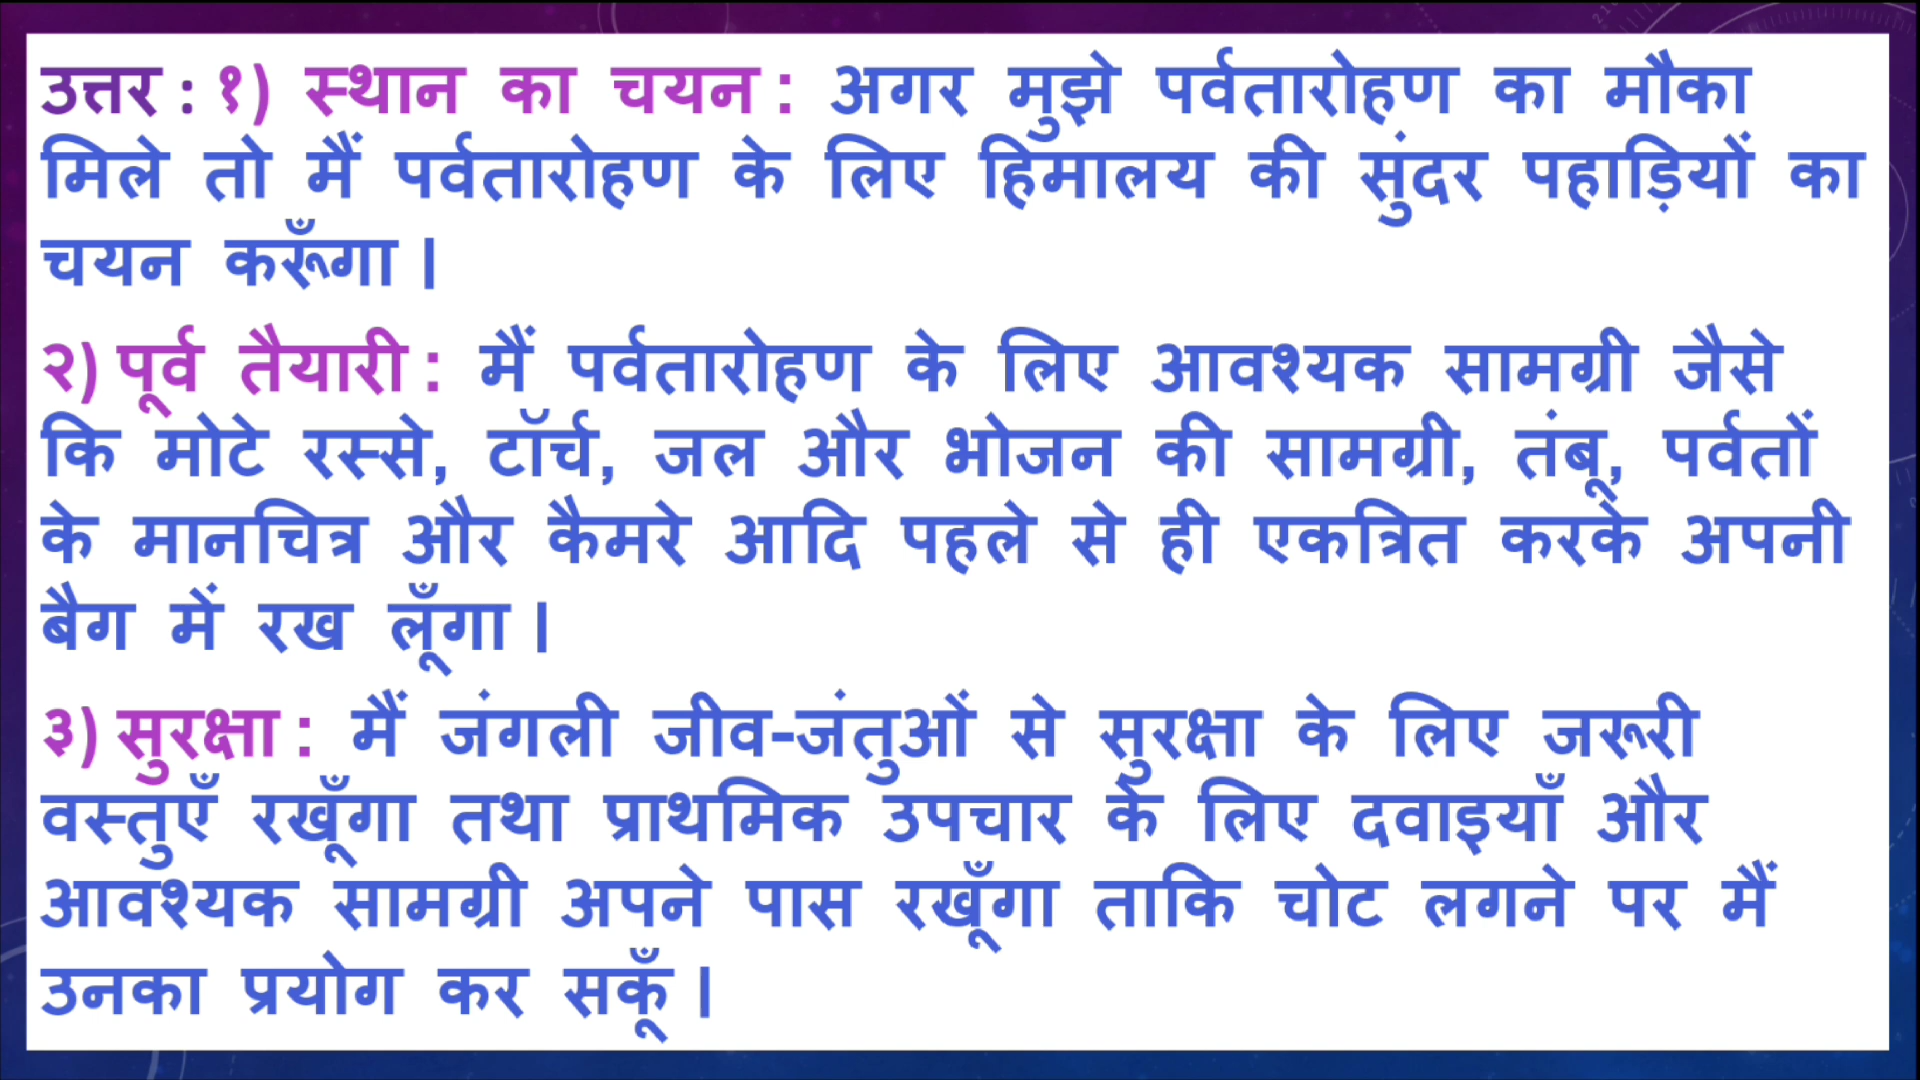 उत्तर : १) स्थान का चयन : अगर मुझे पर्वतारोहण का मौका
मिले तो मैं पर्वतारोहण के लिए हिमालय की सुंदर पहाड़ियों का
चयन करूँगा ।
२) पूर्व तैयारी : मैं पर्वतारोहण के लिए आवश्यक सामग्री जैसे
कि मोटे रस्से, टॉर्च, जल और भोजन की सामग्री, तंबू, पर्वतों
के मानचित्र और कैमरे आदि पहले से ही एकत्रित करके अपनी
बैग में रख लूँगा ।
३) सुरक्षा : मैं जंगली जीव-जंतुओं से सुरक्षा के लिए जरूरी
वस्तुएँ रखूँगा तथा प्राथमिक उपचार के लिए दवाइयाँ और
आवश्यक सामग्री अपने पास रखूँगा ताकि चोट लगने पर मैं
उनका प्रयोग कर सकूँ ।